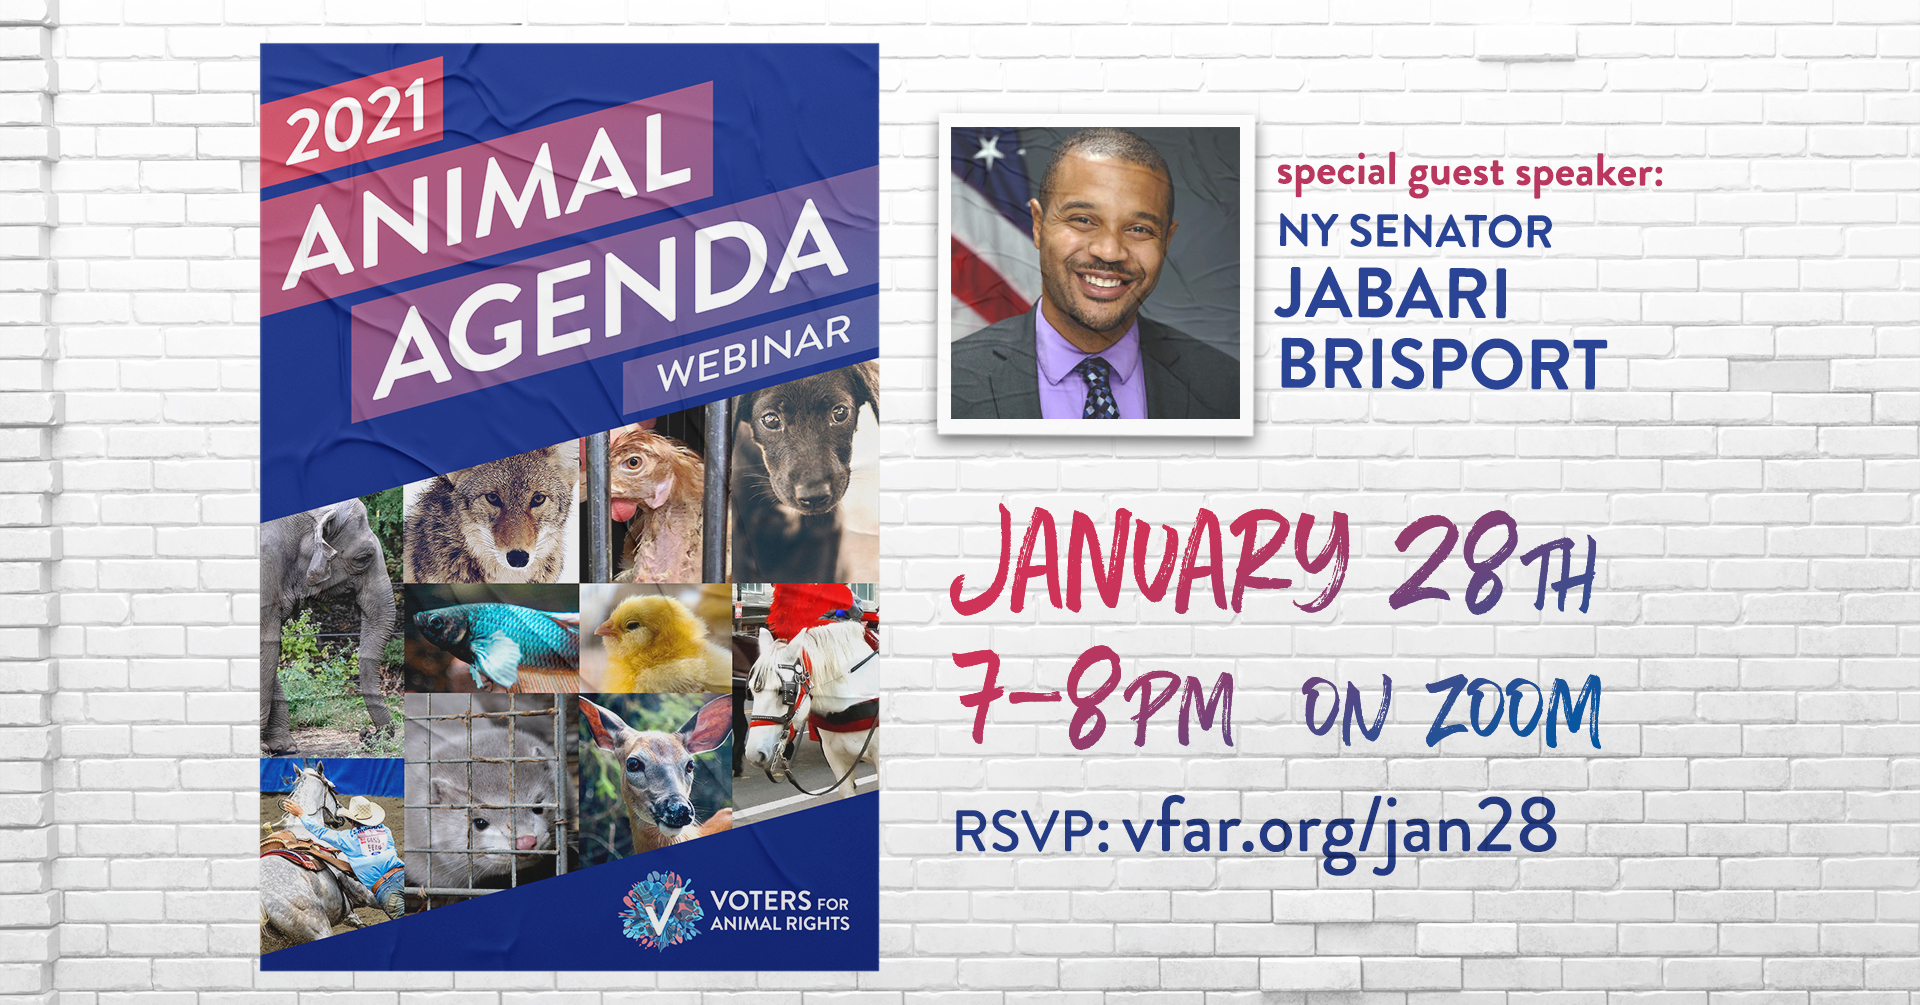 2021
ANIMAL
AGENDA
WEBINAR
VOTERS FOR
ANIMAL RIGHTS
special guest speaker:
NY SENATOR
JABARI
BRISPORT
JANUARY 28TH
7-8PM ON ZOOM
RSVP: vfar.org/jan28